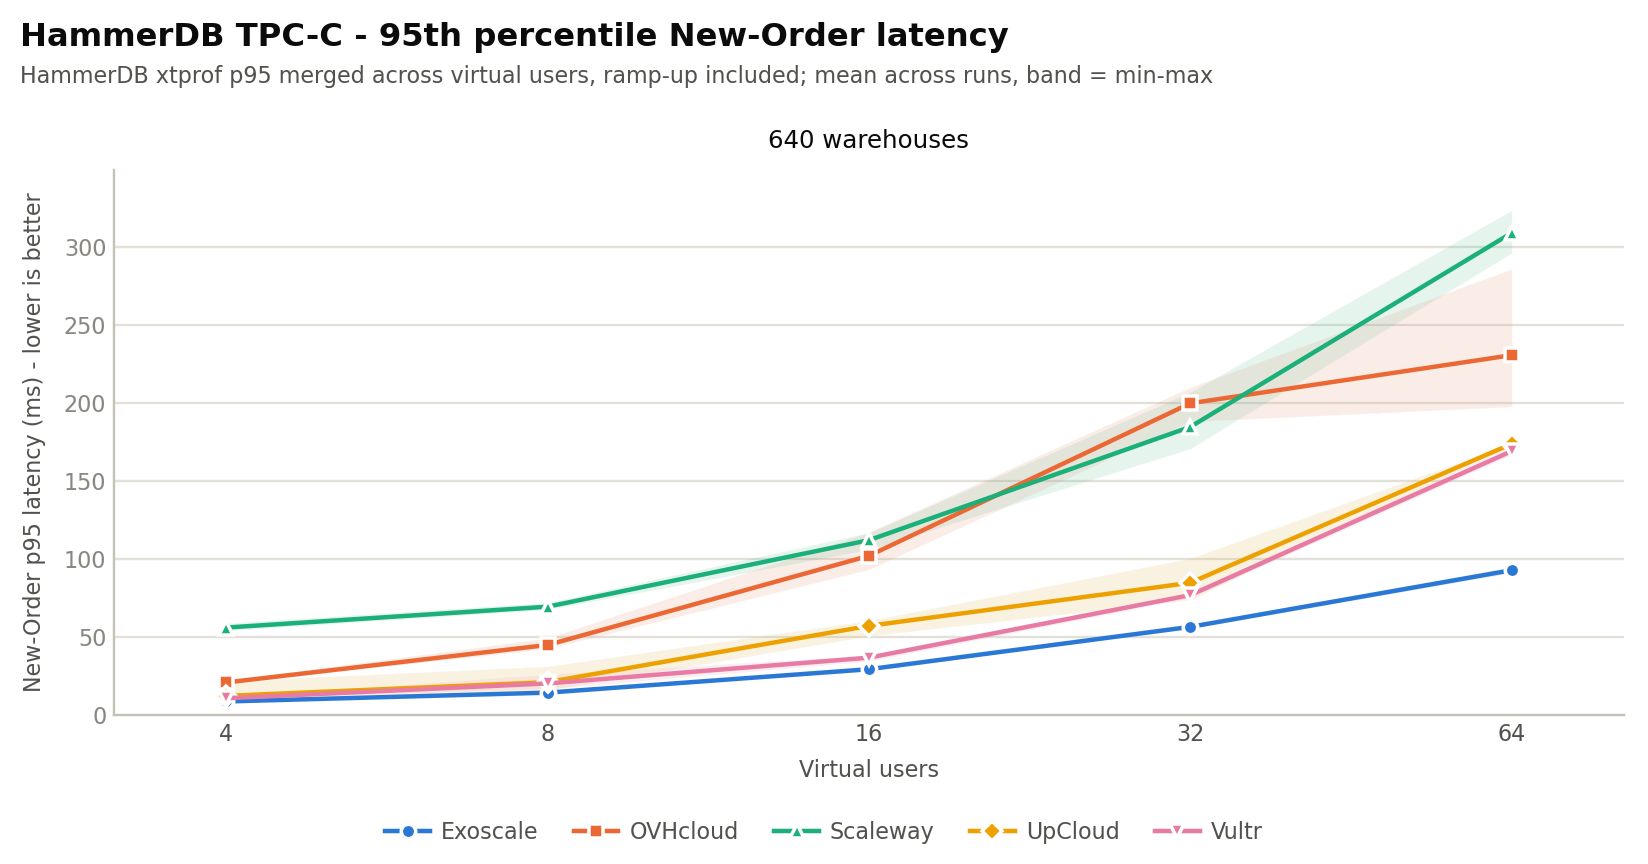 HammerDB TPC-C - 95th percentile New-Order latency
HammerDB xtprof p95 merged across virtual users, ramp-up included; mean across runs, band = min-max
640 warehouses
New-Order p95 latency (ms) - lower is better
300
250
200
150
100
50
0
4 8 16 32 64
Virtual users
Exoscale OVHcloud Scaleway UpCloud Vultr